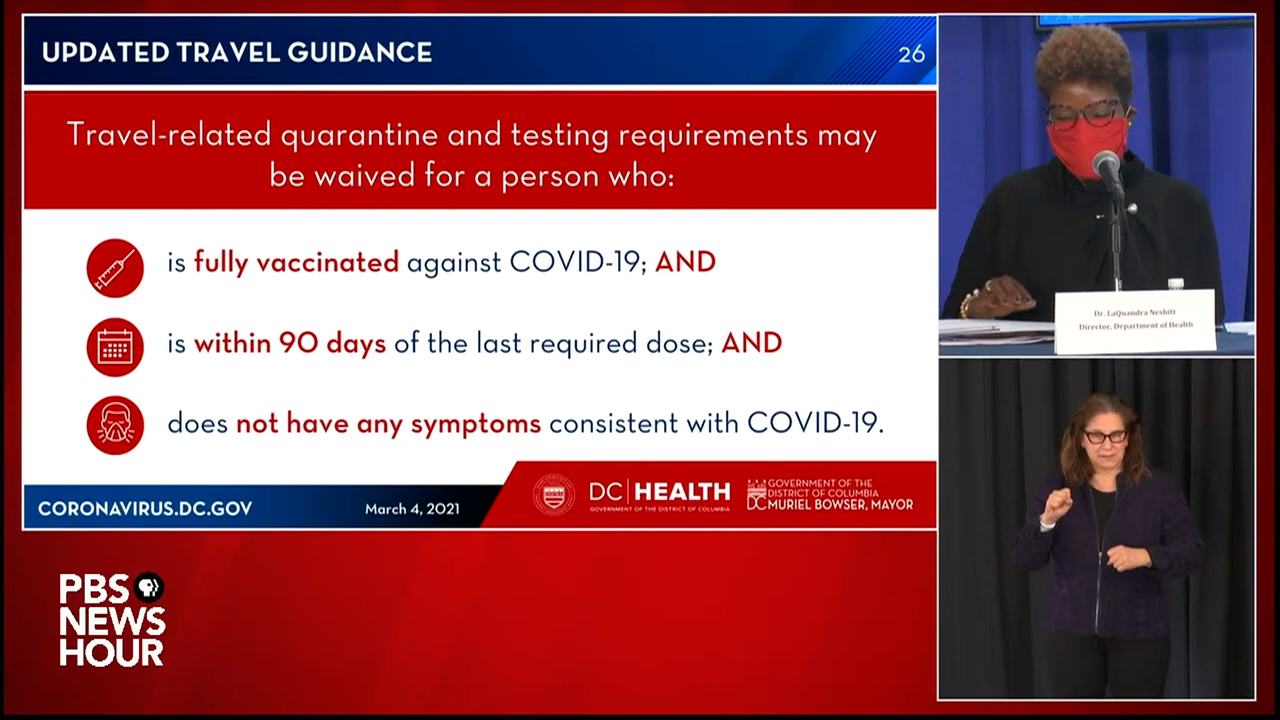 UPDATED TRAVEL GUIDANCE
26
Travel-related quarantine and testing requirements may
be waived for a person who:
is fully vaccinated against COVID-19; AND
is within 90 days of the last required dose; AND
does not have any symptoms consistent with COVID-19.
CORONAVIRUS.DC.GOV
March 4, 2021
DC HEALTH
GOVERNMENT OF THE DISTRICT OF COLUMBIA
WE ARE
DC
GOVERNMENT OF THE
DISTRICT OF COLUMBIA
MURIEL BOWSER, MAYOR
Dr. LaQuandra Nesbitt
Director, Department of Health
PBS
NEWS
HOUR